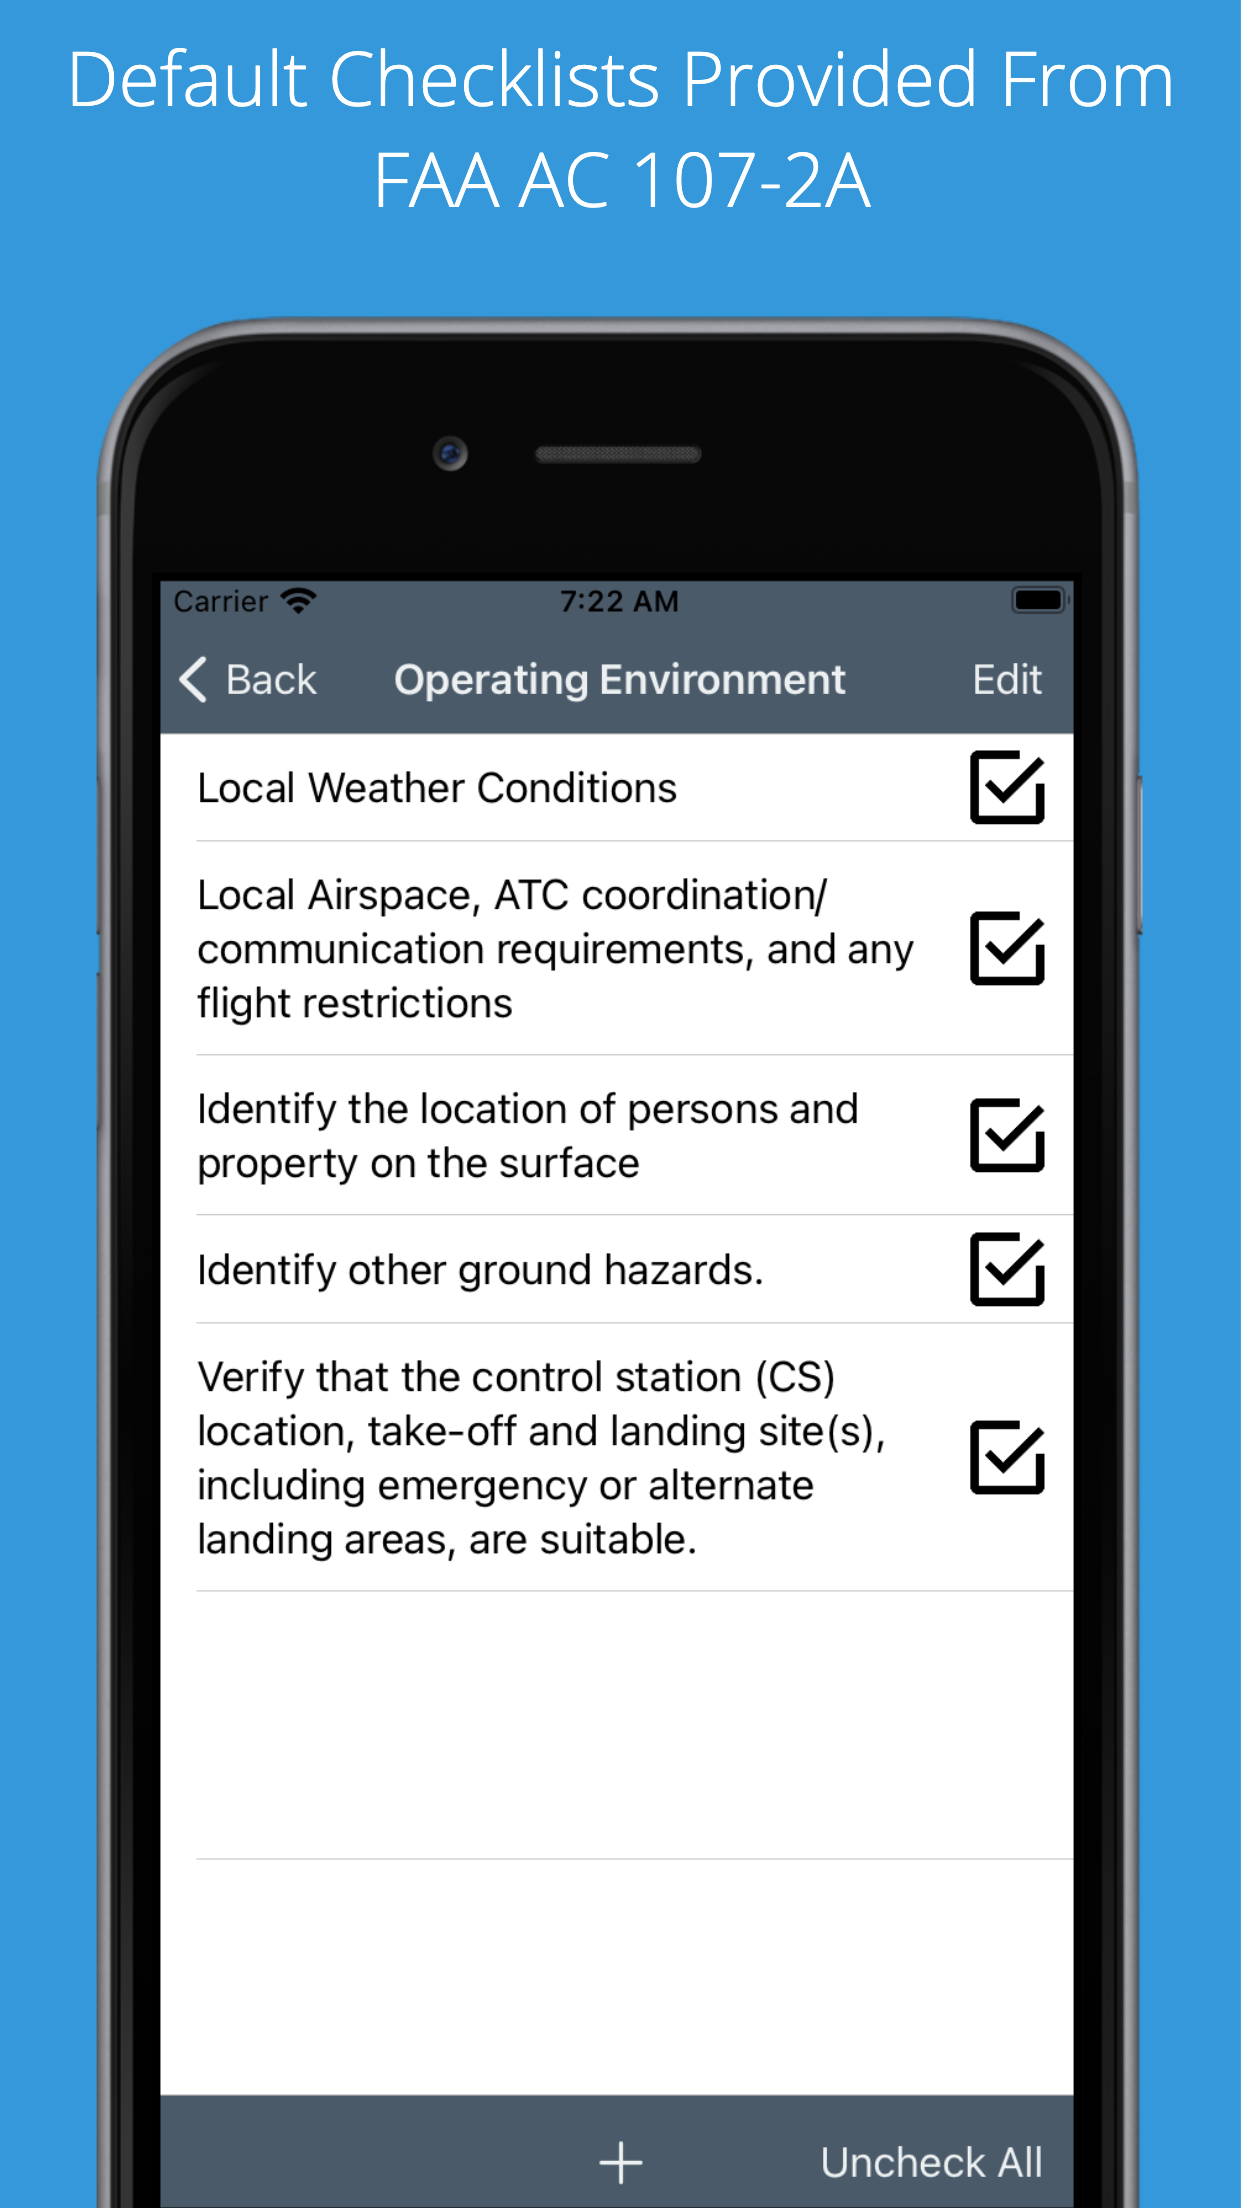 Default Checklists Provided From
FAA AC 107-2A
Carrier
7:22 AM
Back
Operating Environment
Edit
Local Weather Conditions
Local Airspace, ATC coordination/
communication requirements, and any
flight restrictions
Identify the location of persons and
property on the surface
Identify other ground hazards.
Verify that the control station (CS)
location, take-off and landing site(s),
including emergency or alternate
landing areas, are suitable.
+
Uncheck All